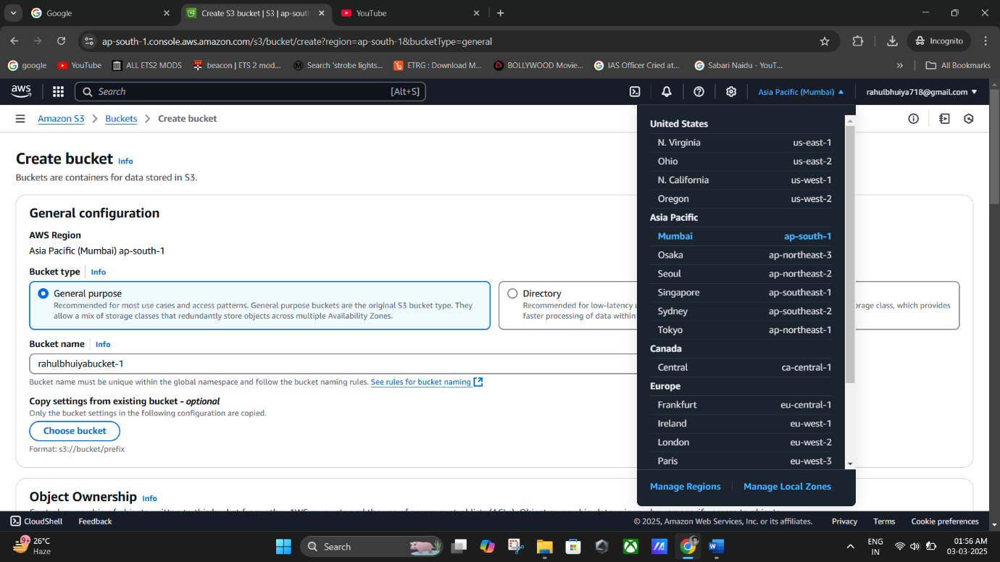 Google
Create S3 bucket | S3 | ap-sout
YouTube
ap-south-1.console.aws.amazon.com/s3/bucket/create?region=ap-south-1&bucketType=general
Incognito
google
YouTube
ALL ETS2 MODS
beacon | ETS 2 mod...
Search 'strobe lights...
ETRG : Download M...
BOLLYWOOD Movie...
IAS Officer Cried at...
Sabari Naidu - YouT...
All Bookmarks
aws
Search
[Alt+S]
Asia Pacific (Mumbai)
rahulbhuiya718@gmail.com
Amazon S3
Buckets
Create bucket
Create bucket Info
Buckets are containers for data stored in S3.
General configuration
AWS Region
Asia Pacific (Mumbai) ap-south-1
Bucket type Info
General purpose
Recommended for most use cases and access patterns. General purpose buckets are the original S3 bucket type. They
allow a mix of storage classes that redundantly store objects across multiple Availability Zones.
Directory
Recommended for low-latency
storage class, which provides
faster processing of data within
Bucket name Info
rahulbhuiyabucket-1
Bucket name must be unique within the global namespace and follow the bucket naming rules. See rules for bucket naming
Copy settings from existing bucket - optional
Only the bucket settings in the following configuration are copied.
Choose bucket
Format: s3://bucket/prefix
Object Ownership Info
United States
N. Virginia us-east-1
Ohio us-east-2
N. California us-west-1
Oregon us-west-2
Asia Pacific
Mumbai ap-south-1
Osaka ap-northeast-3
Seoul ap-northeast-2
Singapore ap-southeast-1
Sydney ap-southeast-2
Tokyo ap-northeast-1
Canada
Central ca-central-1
Europe
Frankfurt eu-central-1
Ireland eu-west-1
London eu-west-2
Paris eu-west-3
Manage Regions
Manage Local Zones
CloudShell
Feedback
© 2025, Amazon Web Services, Inc. or its affiliates.
Privacy
Terms
Cookie preferences
9+
26°C
Haze
Search
ENG
IN
01:56 AM
03-03-2025